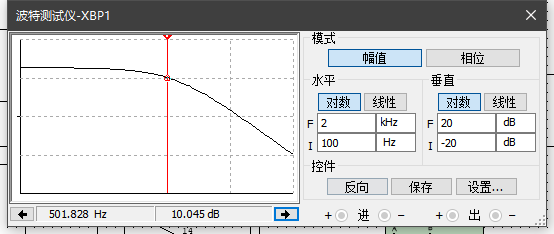 波特测试仪-XBP1
模式
幅值 相位
水平 垂直
对数 线性 对数 线性
F 2 kHz F 20 dB
I 100 Hz I -20 dB
控件
反向 保存 设置...
501.828 Hz 10.045 dB
+ 进 − + 出 −
14
A